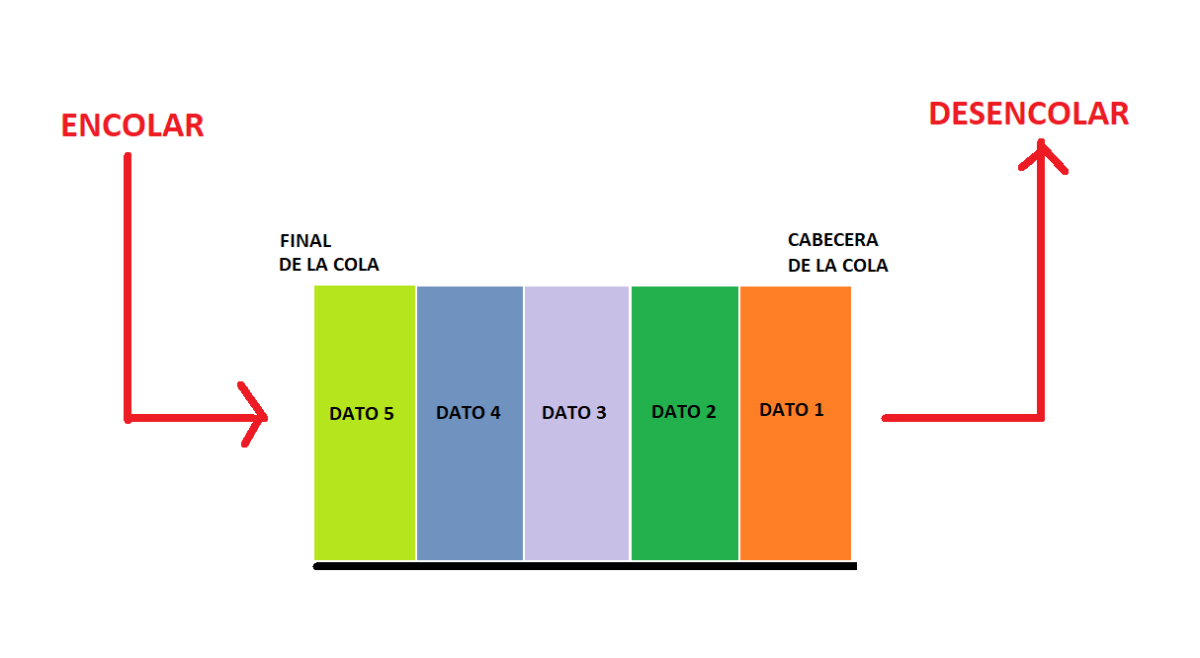 ENCOLAR
DESENCOLAR
FINAL
DE LA COLA
CABECERA
DE LA COLA
DATO 5
DATO 4
DATO 3
DATO 2
DATO 1